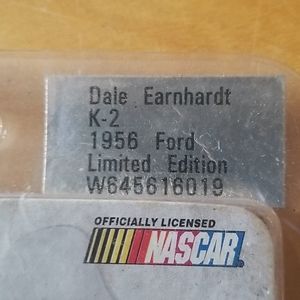 Dale Earnhardt
K-2
1956 Ford
Limited Edition
W645616019
OFFICIALLY LICENSED
NASCAR